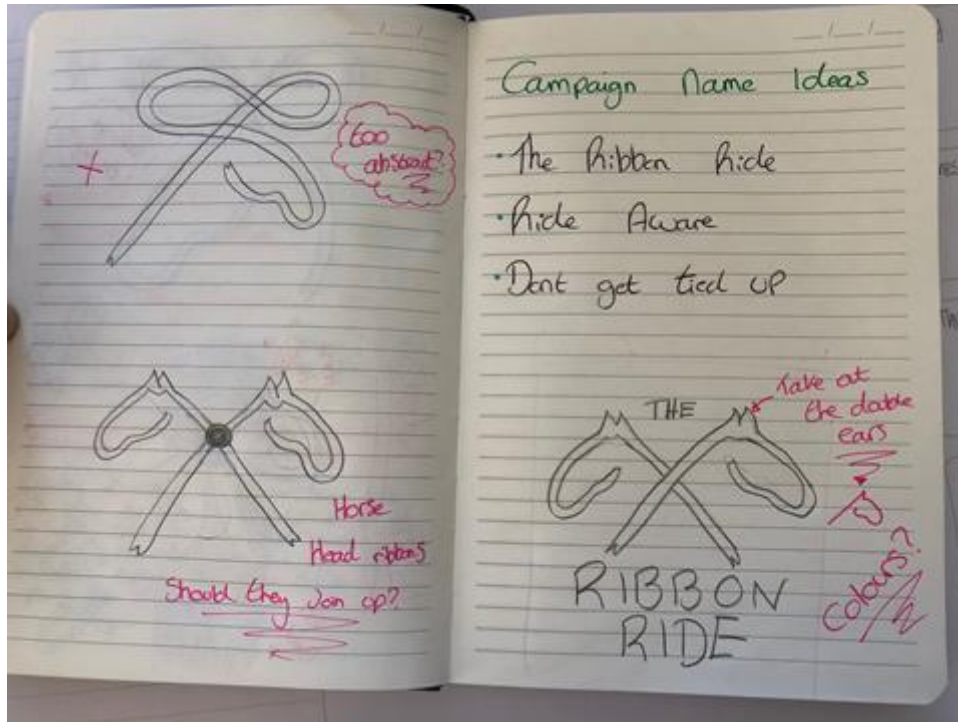 too
abstract?
Horse
Head ribbons
Should they Join up?
Campaign Name Ideas
·The Ribbon Ride
·Ride Aware
·Dont get tied up
Take at
the double
ears
THE
RIBBON
RIDE
Colours?